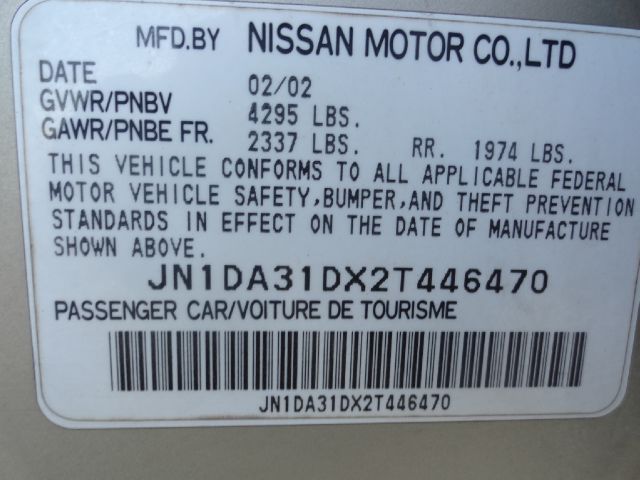 MFD.BY NISSAN MOTOR CO.,LTD
DATE 02/02
GVWR/PNBV 4295 LBS.
GAWR/PNBE FR. 2337 LBS. RR. 1974 LBS.
THIS VEHICLE CONFORMS TO ALL APPLICABLE FEDERAL
MOTOR VEHICLE SAFETY,BUMPER,AND THEFT PREVENTION
STANDARDS IN EFFECT ON THE DATE OF MANUFACTURE
SHOWN ABOVE.
JN1DA31DX2T446470
PASSENGER CAR/VOITURE DE TOURISME
JN1DA31DX2T446470